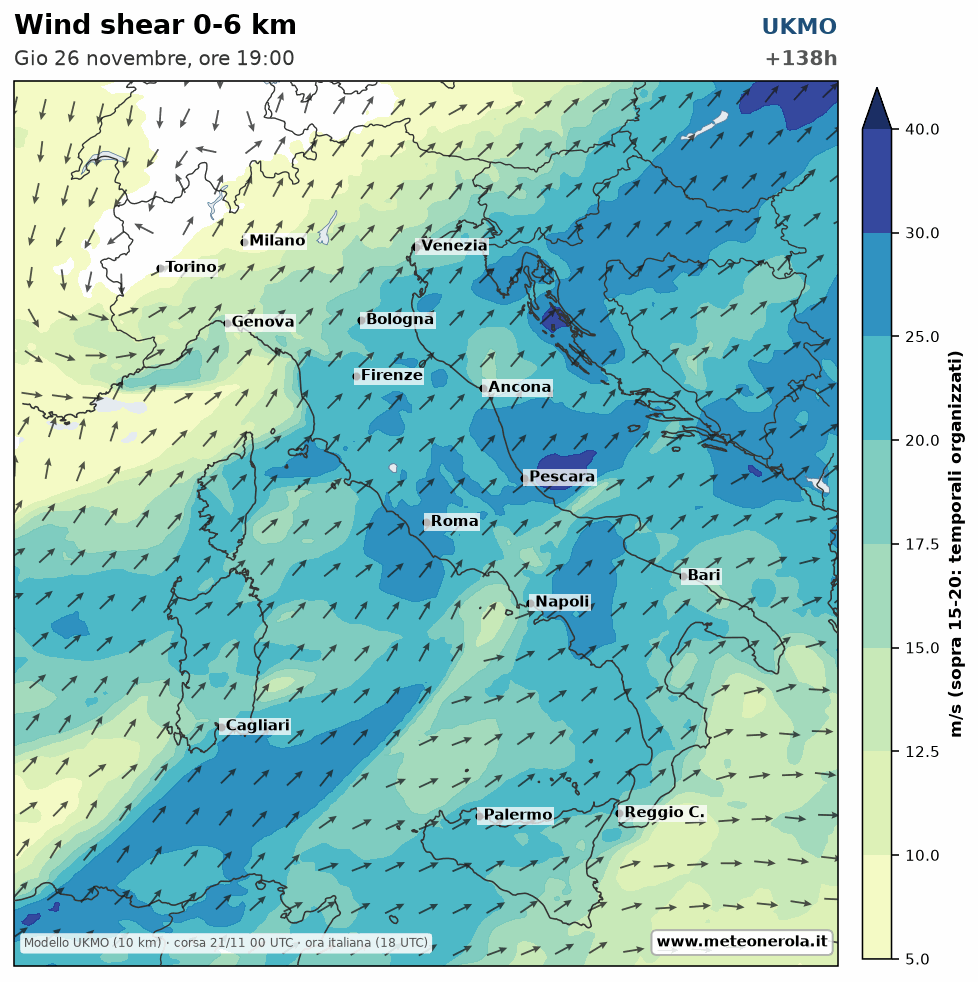 Wind shear 0-6 km
UKMO
Gio 26 novembre, ore 19:00
+138h
40.0
30.0
25.0
20.0
17.5
15.0
12.5
10.0
5.0
m/s (sopra 15-20: temporali organizzati)
Milano
Venezia
Torino
Genova
Bologna
Firenze
Ancona
Pescara
Roma
Bari
Napoli
Cagliari
Palermo
Reggio C.
Modello UKMO (10 km) · corsa 21/11 00 UTC · ora italiana (18 UTC)
www.meteonerola.it